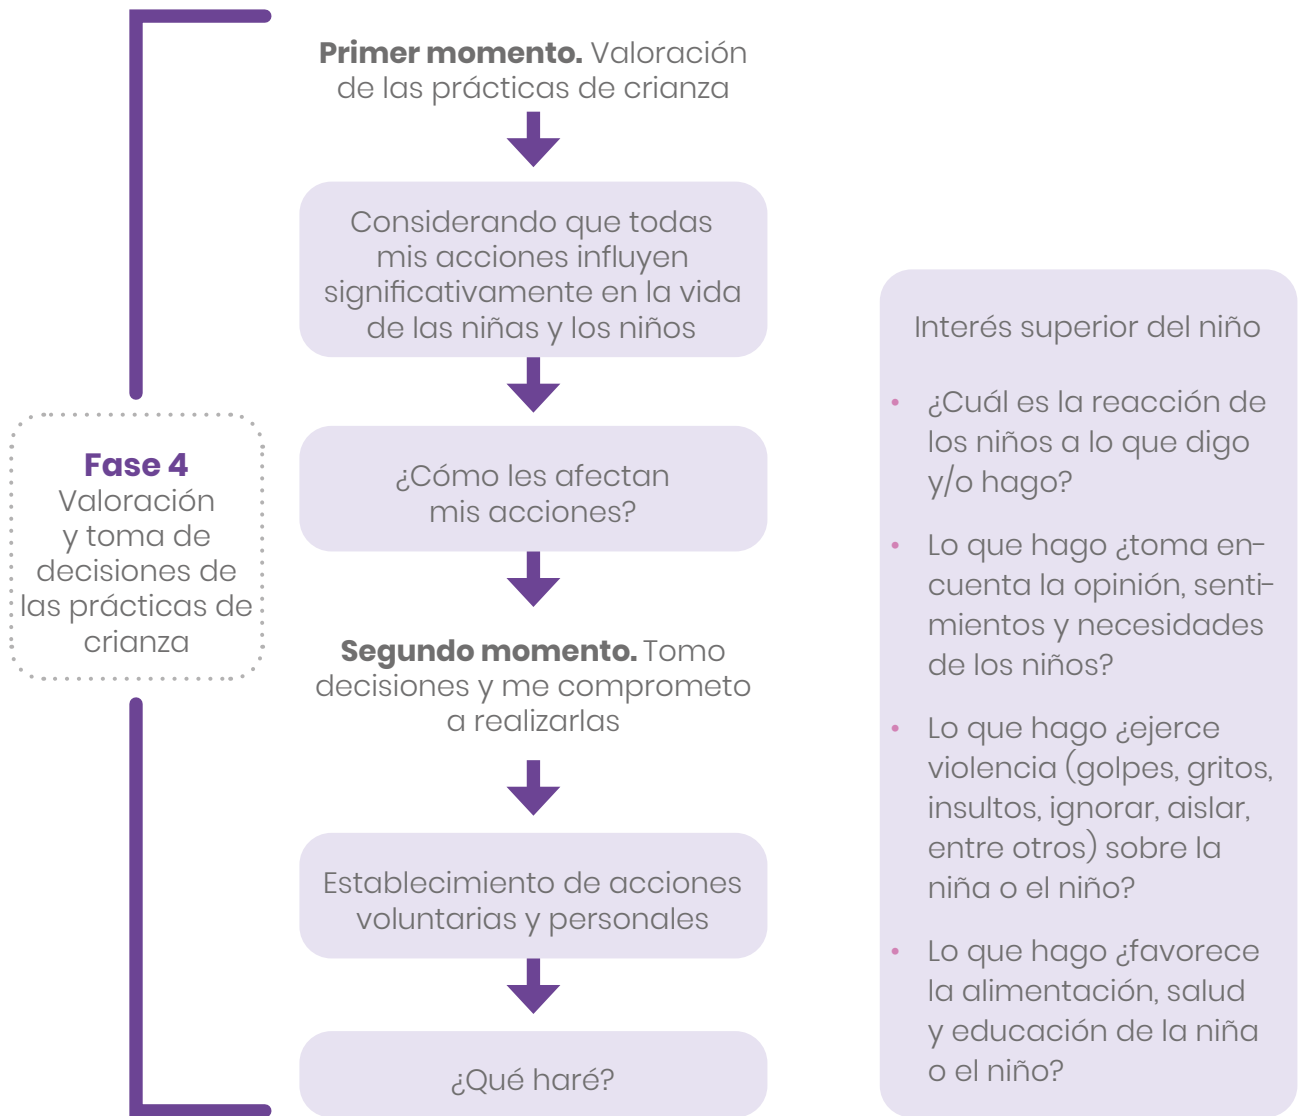 Primer momento. Valoración
de las prácticas de crianza
Considerando que todas
mis acciones influyen
significativamente en la vida
de las niñas y los niños
¿Cómo les afectan
mis acciones?
Fase 4
Valoración
y toma de
decisiones de
las prácticas de
crianza
Segundo momento. Tomo
decisiones y me comprometo
a realizarlas
Establecimiento de acciones
voluntarias y personales
¿Qué haré?
Interés superior del niño
• ¿Cuál es la reacción de
los niños a lo que digo
y/o hago?
• Lo que hago ¿toma en-
cuenta la opinión, senti-
mientos y necesidades
de los niños?
• Lo que hago ¿ejerce
violencia (golpes, gritos,
insultos, ignorar, aislar,
entre otros) sobre la
niña o el niño?
• Lo que hago ¿favorece
la alimentación, salud
y educación de la niña
o el niño?